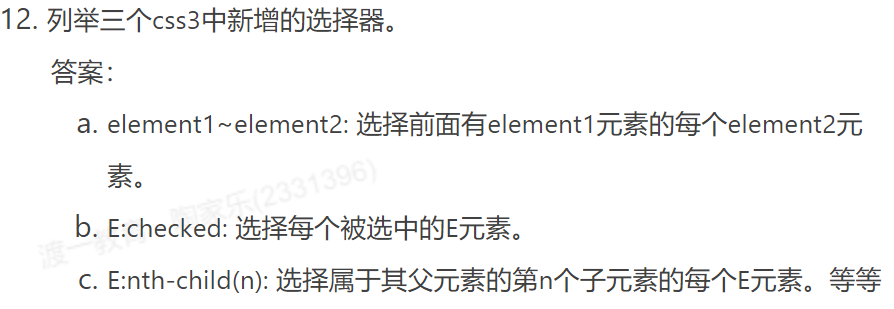 12. 列举三个css3中新增的选择器。
答案：
a. element1~element2: 选择前面有element1元素的每个element2元
素。
渡一教育 陶家乐(2331396)
b. E:checked: 选择每个被选中的E元素。
c. E:nth-child(n): 选择属于其父元素的第n个子元素的每个E元素。等等